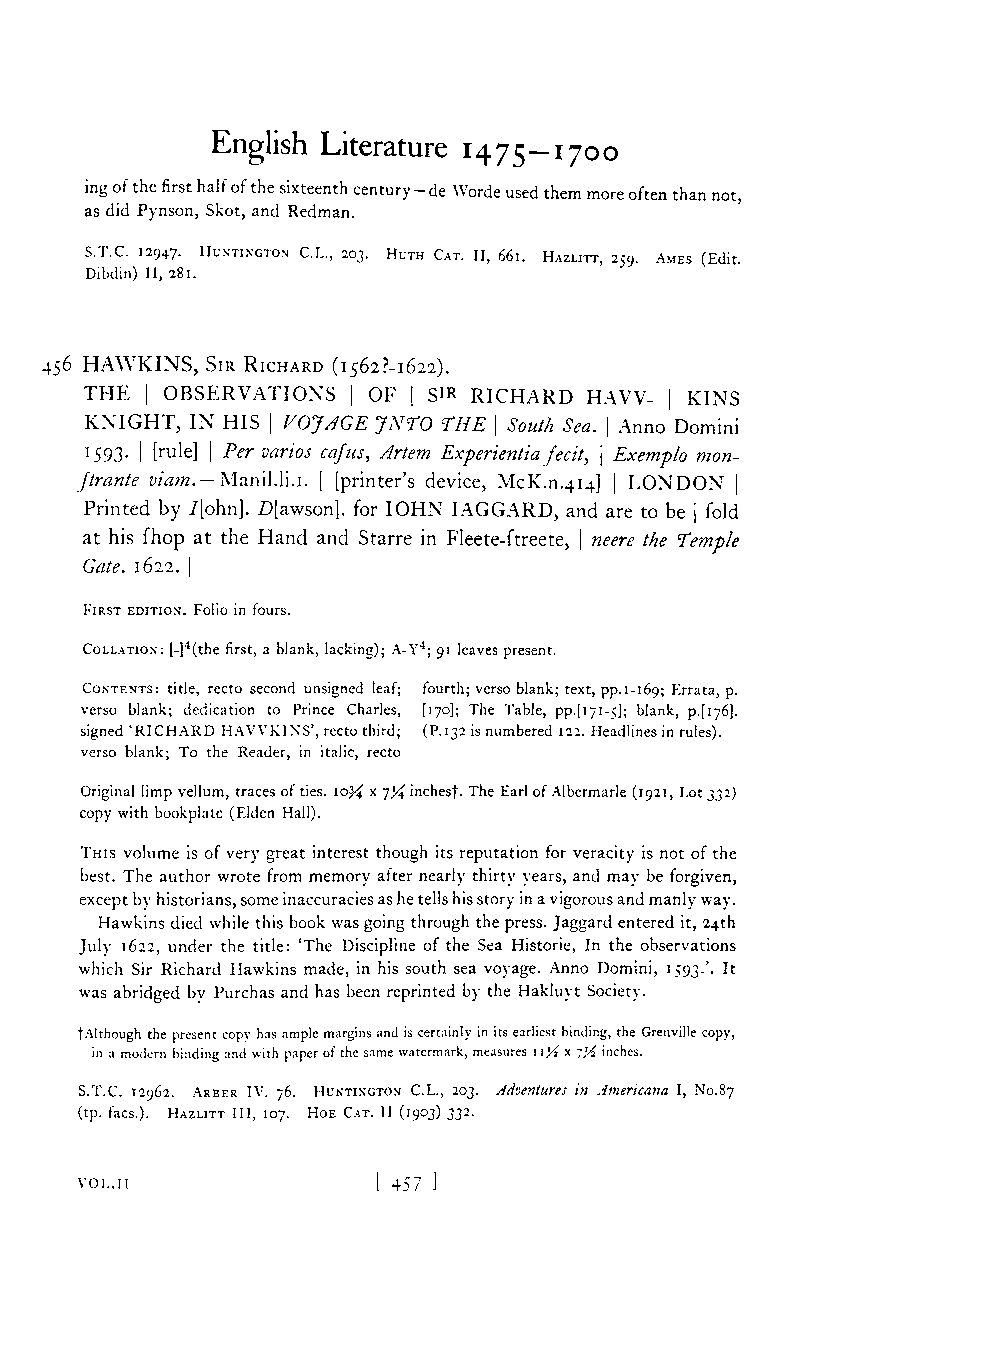 English Literature 1475–1700
ing of the first half of the sixteenth century—de Worde used them more often than not,
as did Pynson, Skot, and Redman.
S.T.C. 12947. HUNTINGTON C.L., 203. HUTH CAT. II, 661. HAZLITT, 259. AMES (Edit.
Dibdin) II, 281.
456 HAWKINS, SIR RICHARD (1562?-1622).
THE | OBSERVATIONS | OF | SIR RICHARD HAVV- | KINS
KNIGHT, IN HIS | VOJAGE JNTO THE | South Sea. | Anno Domini
1593. | [rule] | Per varios caſus, Artem Experientia fecit, | Exemplo mon-
ſtrante viam.—Manil.li.1. | [printer's device, McK.n.414] | LONDON |
Printed by I[ohn]. D[awson]. for IOHN IAGGARD, and are to be | ſold
at his ſhop at the Hand and Starre in Fleete-ſtreete, | neere the Temple
Gate. 1622. |
FIRST EDITION. Folio in fours.
COLLATION: [-]⁴(the first, a blank, lacking); A-Y⁴; 91 leaves present.
CONTENTS: title, recto second unsigned leaf;
verso blank; dedication to Prince Charles,
signed 'RICHARD HAVVKINS', recto third;
verso blank; To the Reader, in italic, recto
fourth; verso blank; text, pp.1-169; Errata, p.
[170]; The Table, pp.[171-5]; blank, p.[176].
(P.132 is numbered 122. Headlines in rules).
Original limp vellum, traces of ties. 10¾ x 7¼ inches†. The Earl of Albermarle (1921, Lot 332)
copy with bookplate (Elden Hall).
THIS volume is of very great interest though its reputation for veracity is not of the
best. The author wrote from memory after nearly thirty years, and may be forgiven,
except by historians, some inaccuracies as he tells his story in a vigorous and manly way.
Hawkins died while this book was going through the press. Jaggard entered it, 24th
July 1622, under the title: 'The Discipline of the Sea Historie, In the observations
which Sir Richard Hawkins made, in his south sea voyage. Anno Domini, 1593.'. It
was abridged by Purchas and has been reprinted by the Hakluyt Society.
†Although the present copy has ample margins and is certainly in its earliest binding, the Grenville copy,
in a modern binding and with paper of the same watermark, measures x inches.
S.T.C. 12962. ARBER IV. 76. HUNTINGTON C.L., 203. Adventures in Americana I, No.87
(tp. facs.). HAZLITT III, 107. HOE CAT. II (1903) 332.
VOL.II
[ 457 ]